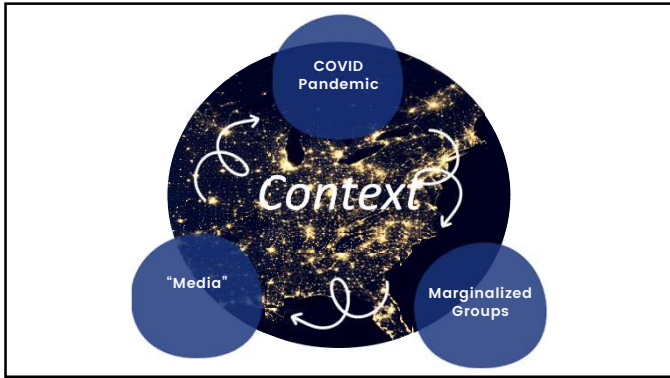 COVID
Pandemic
Context
“Media”
Marginalized
Groups